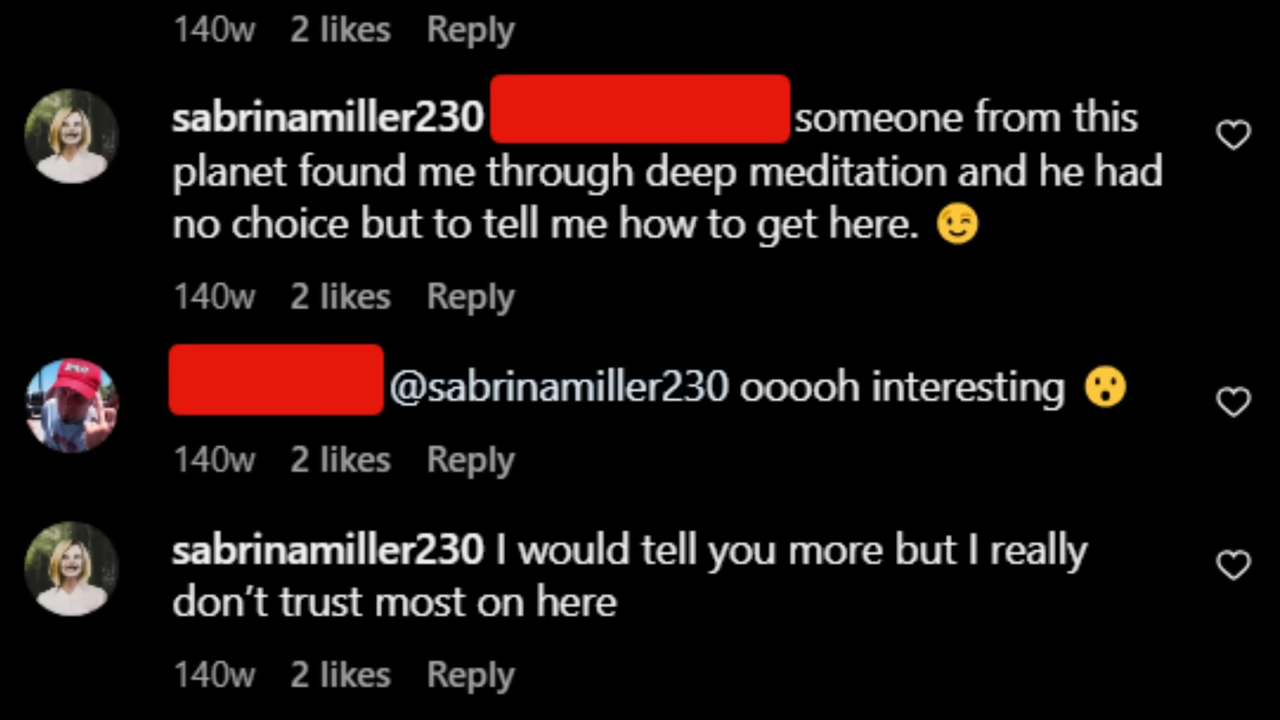 140w 2 likes Reply
sabrinamiller230 someone from this
planet found me through deep meditation and he had
no choice but to tell me how to get here. 😉
140w 2 likes Reply
@sabrinamiller230 ooooh interesting 😮
140w 2 likes Reply
sabrinamiller230 I would tell you more but I really
don’t trust most on here
140w 2 likes Reply